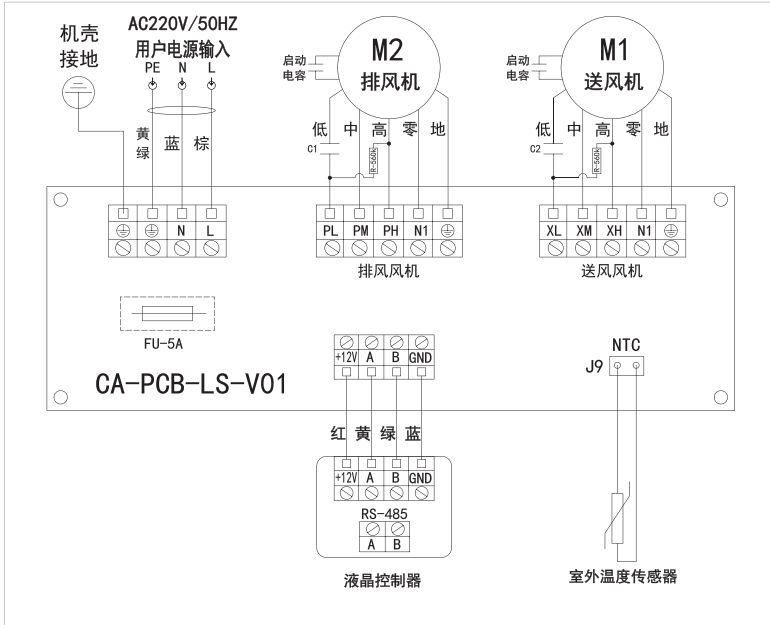 机壳
接地
AC220V/50HZ
用户电源输入
PE N L
黄绿 蓝 棕
N L
FU-5A
CA-PCB-LS-V01
启动
电容
M2
排风机
低 中 高 零 地
C1
R-560k
PL PM PH N1
排风风机
启动
电容
M1
送风机
低 中 高 零 地
C2
R-560k
XL XM XH N1
送风风机
+12V A B GND
红 黄 绿 蓝
+12V A B GND
RS-485
A B
液晶控制器
NTC
J9
室外温度传感器